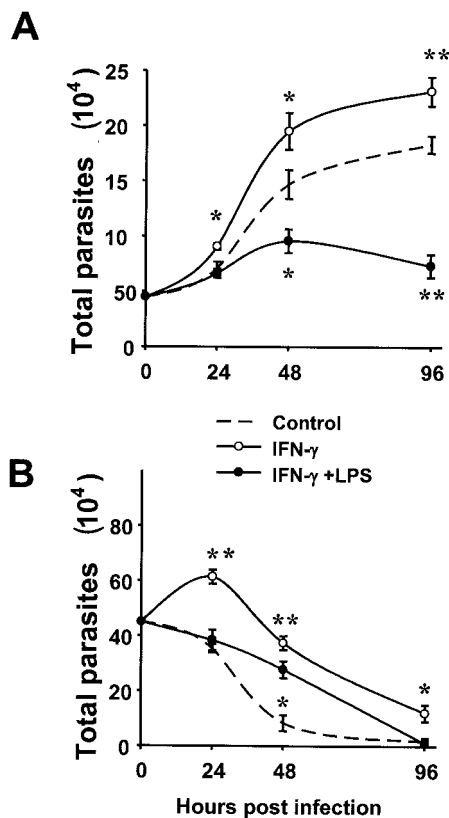 A
Total parasites (10⁴)
25
20
15
10
50
0
*
*
**
*
**
0 24 48 96
Control
IFN-γ
IFN-γ +LPS
B
Total parasites (10⁴)
80
60
40
20
0
**
**
*
*
0 24 48 96
Hours post infection